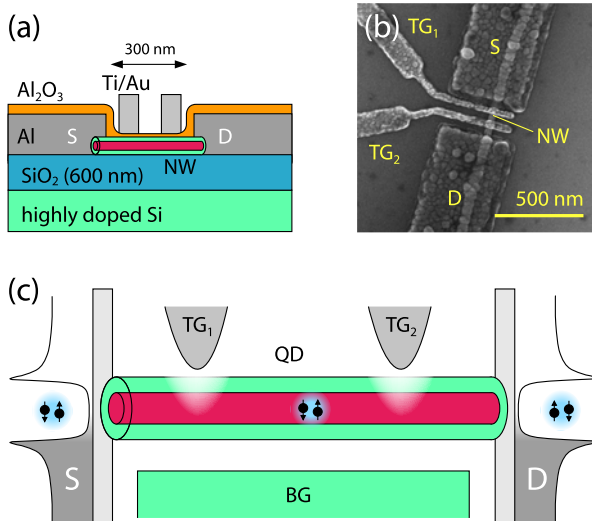 (a)
300 nm
Ti/Au
Al₂O₃
Al
S
D
NW
SiO₂ (600 nm)
highly doped Si
(b)
TG₁
S
NW
TG₂
D
500 nm
(c)
TG₁
TG₂
QD
S
D
BG